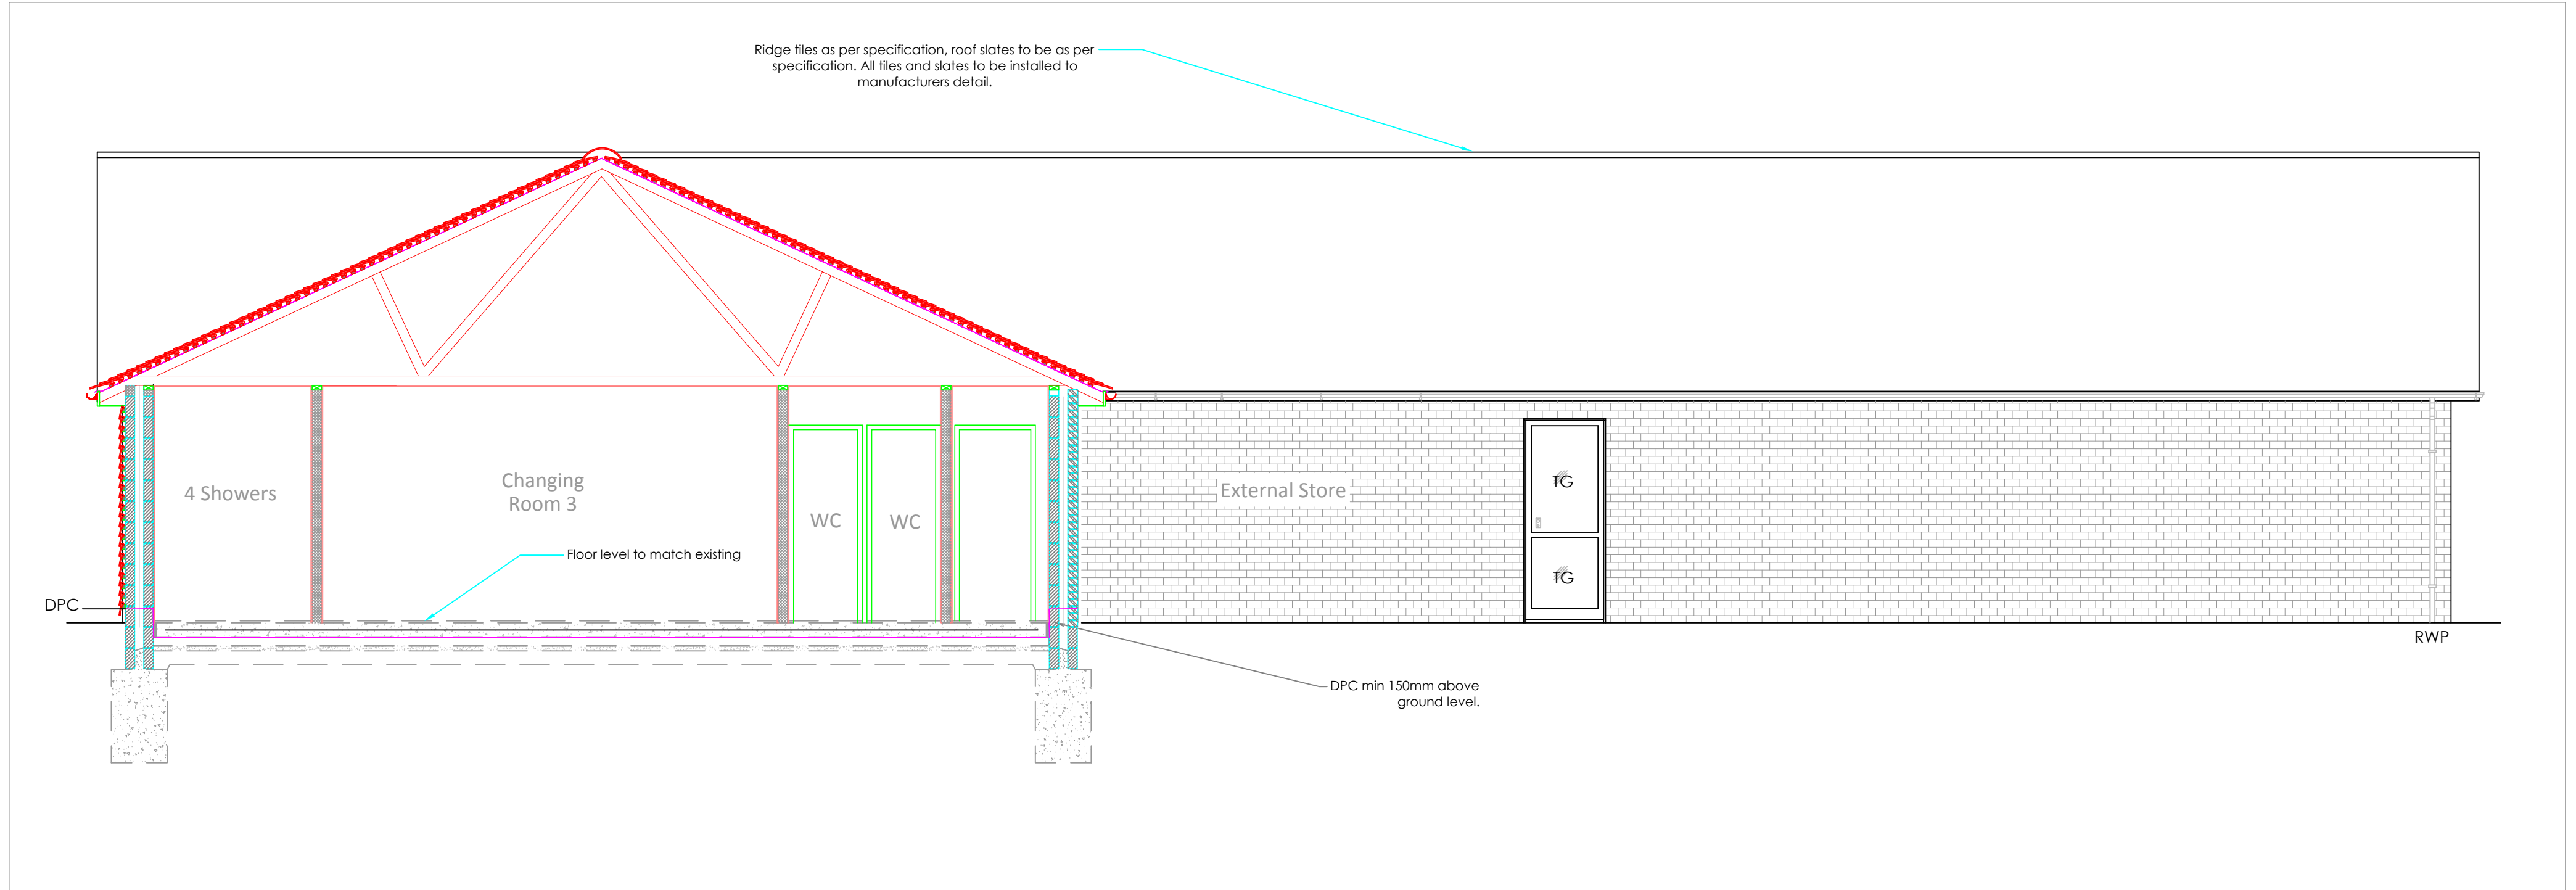 Ridge tiles as per specification, roof slates to be as per
specification. All tiles and slates to be installed to
manufacturers detail.
4 Showers
Changing
Room 3
WC
WC
External Store
TG
TG
Floor level to match existing
DPC
RWP
DPC min 150mm above
ground level.